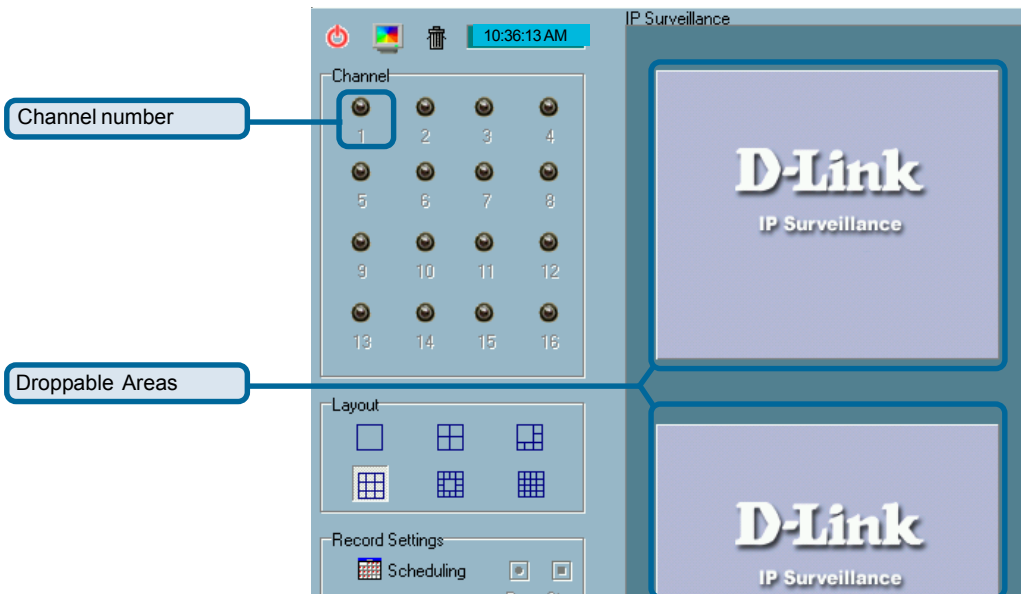 IP Surveillance
10:36:13 AM
Channel
Channel number
1 2 3 4
5 6 7 8
9 10 11 12
13 14 15 16
D-Link
IP Surveillance
Droppable Areas
Layout
Record Settings
Scheduling
D-Link
IP Surveillance